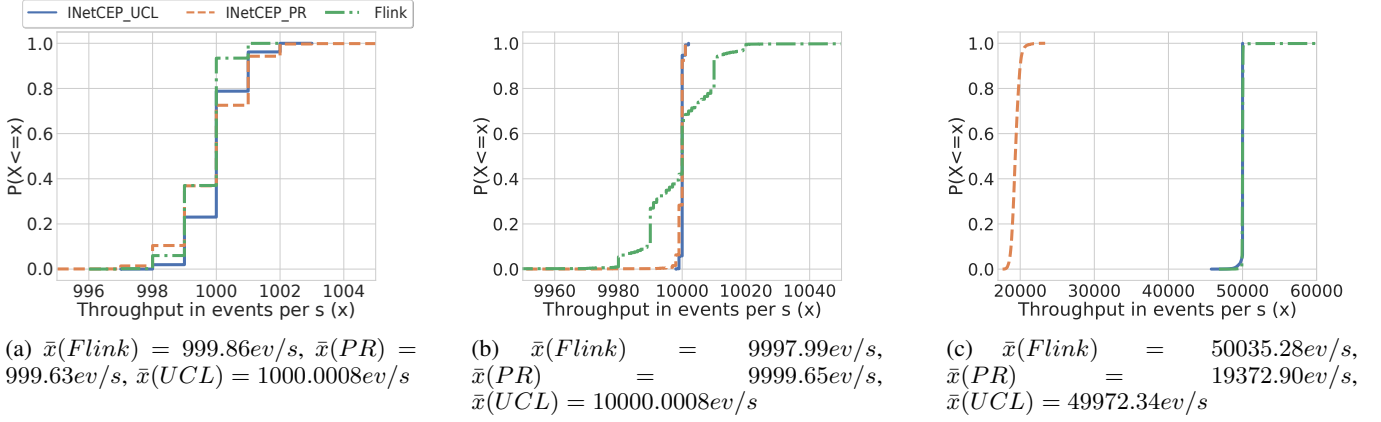 INetCEP_UCL INetCEP_PR Flink
P(X<=x)
1.0
0.8
0.6
0.4
0.2
0.0
996 998 1000 1002 1004
Throughput in events per s (x)
P(X<=x)
1.0
0.8
0.6
0.4
0.2
0.0
9960 9980 10000 10020 10040
Throughput in events per s (x)
P(X<=x)
1.0
0.8
0.6
0.4
0.2
0.0
20000 30000 40000 50000 60000
Throughput in events per s (x)
(a) x̄(Flink) = 999.86ev/s, x̄(PR) =
999.63ev/s, x̄(UCL) = 1000.0008ev/s
(b) x̄(Flink) = 9997.99ev/s,
x̄(PR) = 9999.65ev/s,
x̄(UCL) = 10000.0008ev/s
(c) x̄(Flink) = 50035.28ev/s,
x̄(PR) = 19372.90ev/s,
x̄(UCL) = 49972.34ev/s